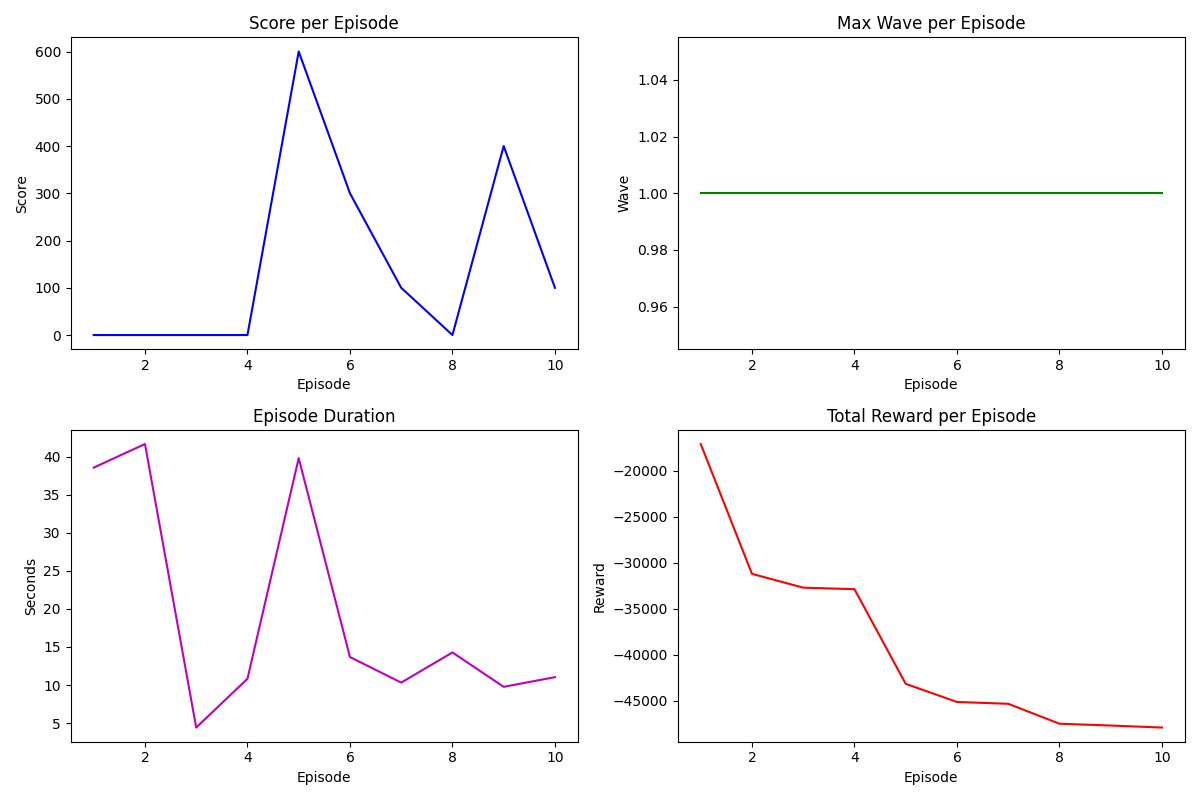 Score per Episode
Score
600
500
400
300
200
100
0
2 4 6 8 10
Episode
Max Wave per Episode
Wave
1.04
1.02
1.00
0.98
0.96
2 4 6 8 10
Episode
Episode Duration
Seconds
40
35
30
25
20
15
10
5
2 4 6 8 10
Episode
Total Reward per Episode
Reward
−20000
−25000
−30000
−35000
−40000
−45000
2 4 6 8 10
Episode